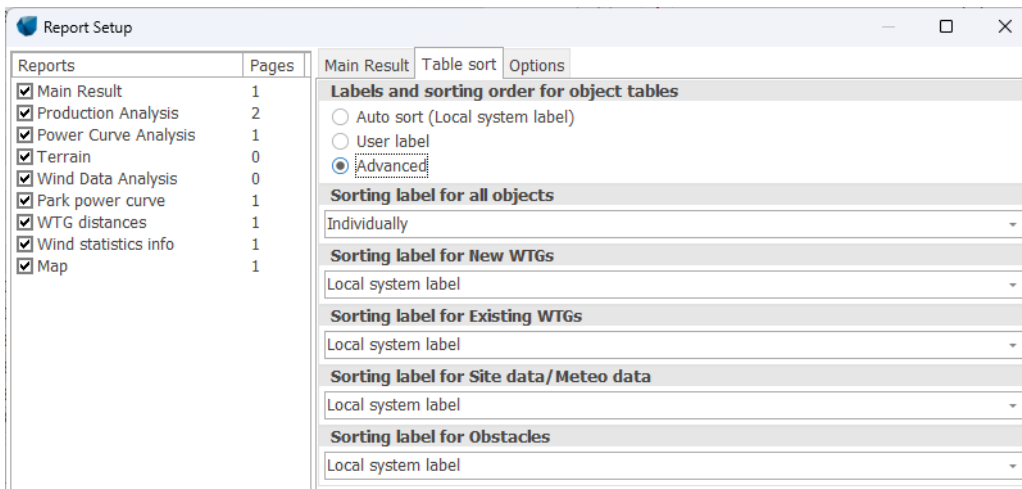 Report Setup
Reports Pages
Main Result 1
Production Analysis 2
Power Curve Analysis 1
Terrain 0
Wind Data Analysis 0
Park power curve 1
WTG distances 1
Wind statistics info 1
Map 1
Main Result Table sort Options
Labels and sorting order for object tables
Auto sort (Local system label)
User label
Advanced
Sorting label for all objects
Individually
Sorting label for New WTGs
Local system label
Sorting label for Existing WTGs
Local system label
Sorting label for Site data/Meteo data
Local system label
Sorting label for Obstacles
Local system label